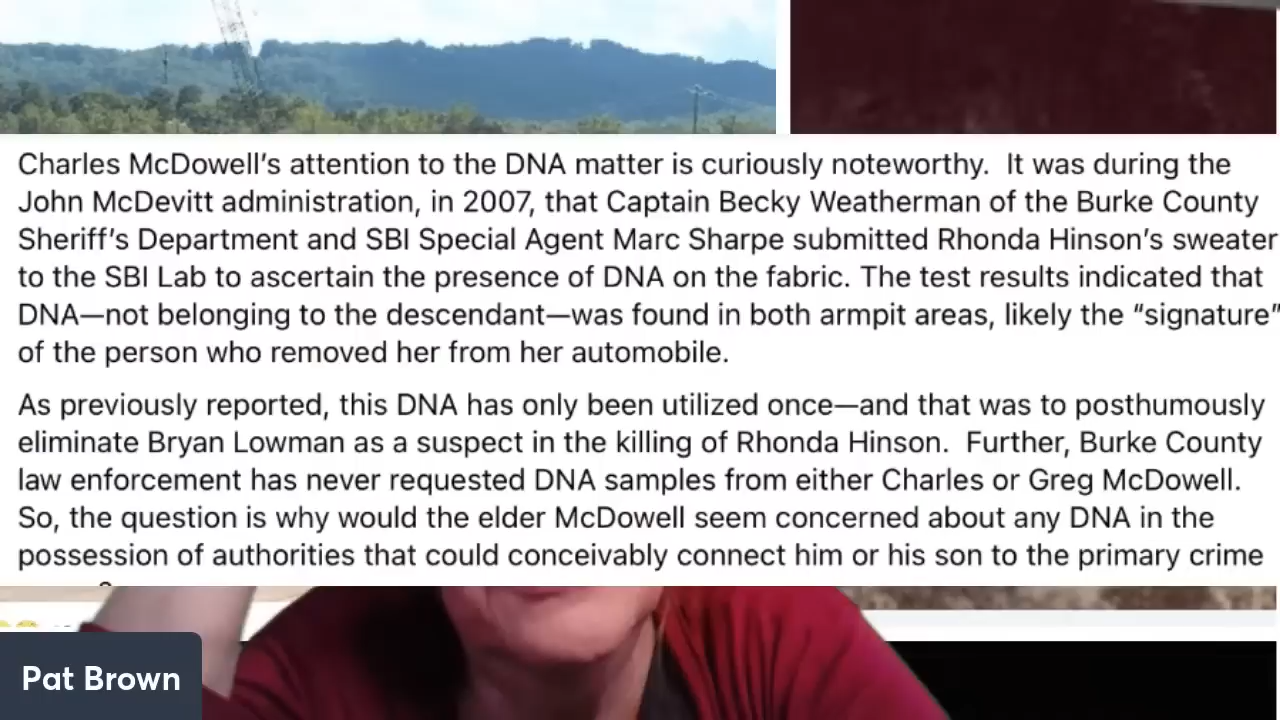 Charles McDowell’s attention to the DNA matter is curiously noteworthy.  It was during the
John McDevitt administration, in 2007, that Captain Becky Weatherman of the Burke County
Sheriff’s Department and SBI Special Agent Marc Sharpe submitted Rhonda Hinson’s sweater
to the SBI Lab to ascertain the presence of DNA on the fabric. The test results indicated that
DNA—not belonging to the descendant—was found in both armpit areas, likely the “signature”
of the person who removed her from her automobile.
As previously reported, this DNA has only been utilized once—and that was to posthumously
eliminate Bryan Lowman as a suspect in the killing of Rhonda Hinson.  Further, Burke County
law enforcement has never requested DNA samples from either Charles or Greg McDowell.
So, the question is why would the elder McDowell seem concerned about any DNA in the
possession of authorities that could conceivably connect him or his son to the primary crime
Pat Brown